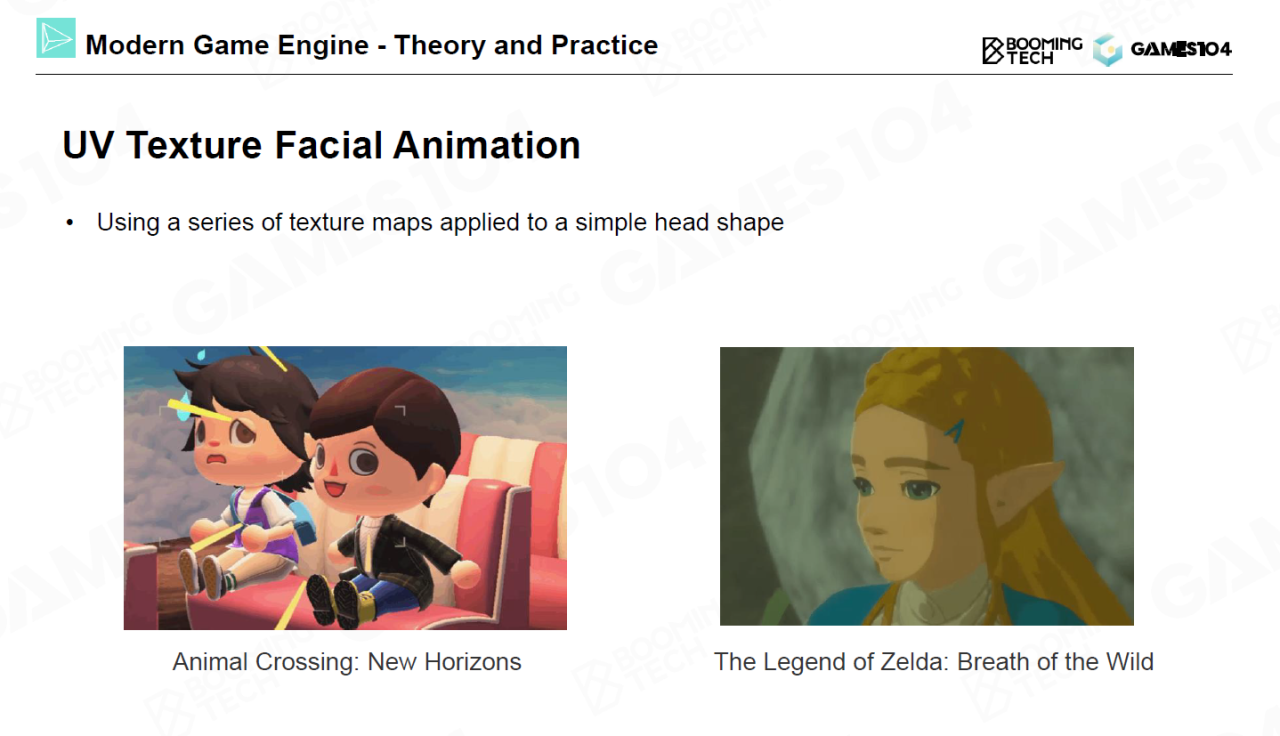 Modern Game Engine - Theory and Practice
BOOMING
TECH
GAMES104
UV Texture Facial Animation
• Using a series of texture maps applied to a simple head shape
Animal Crossing: New Horizons
The Legend of Zelda: Breath of the Wild